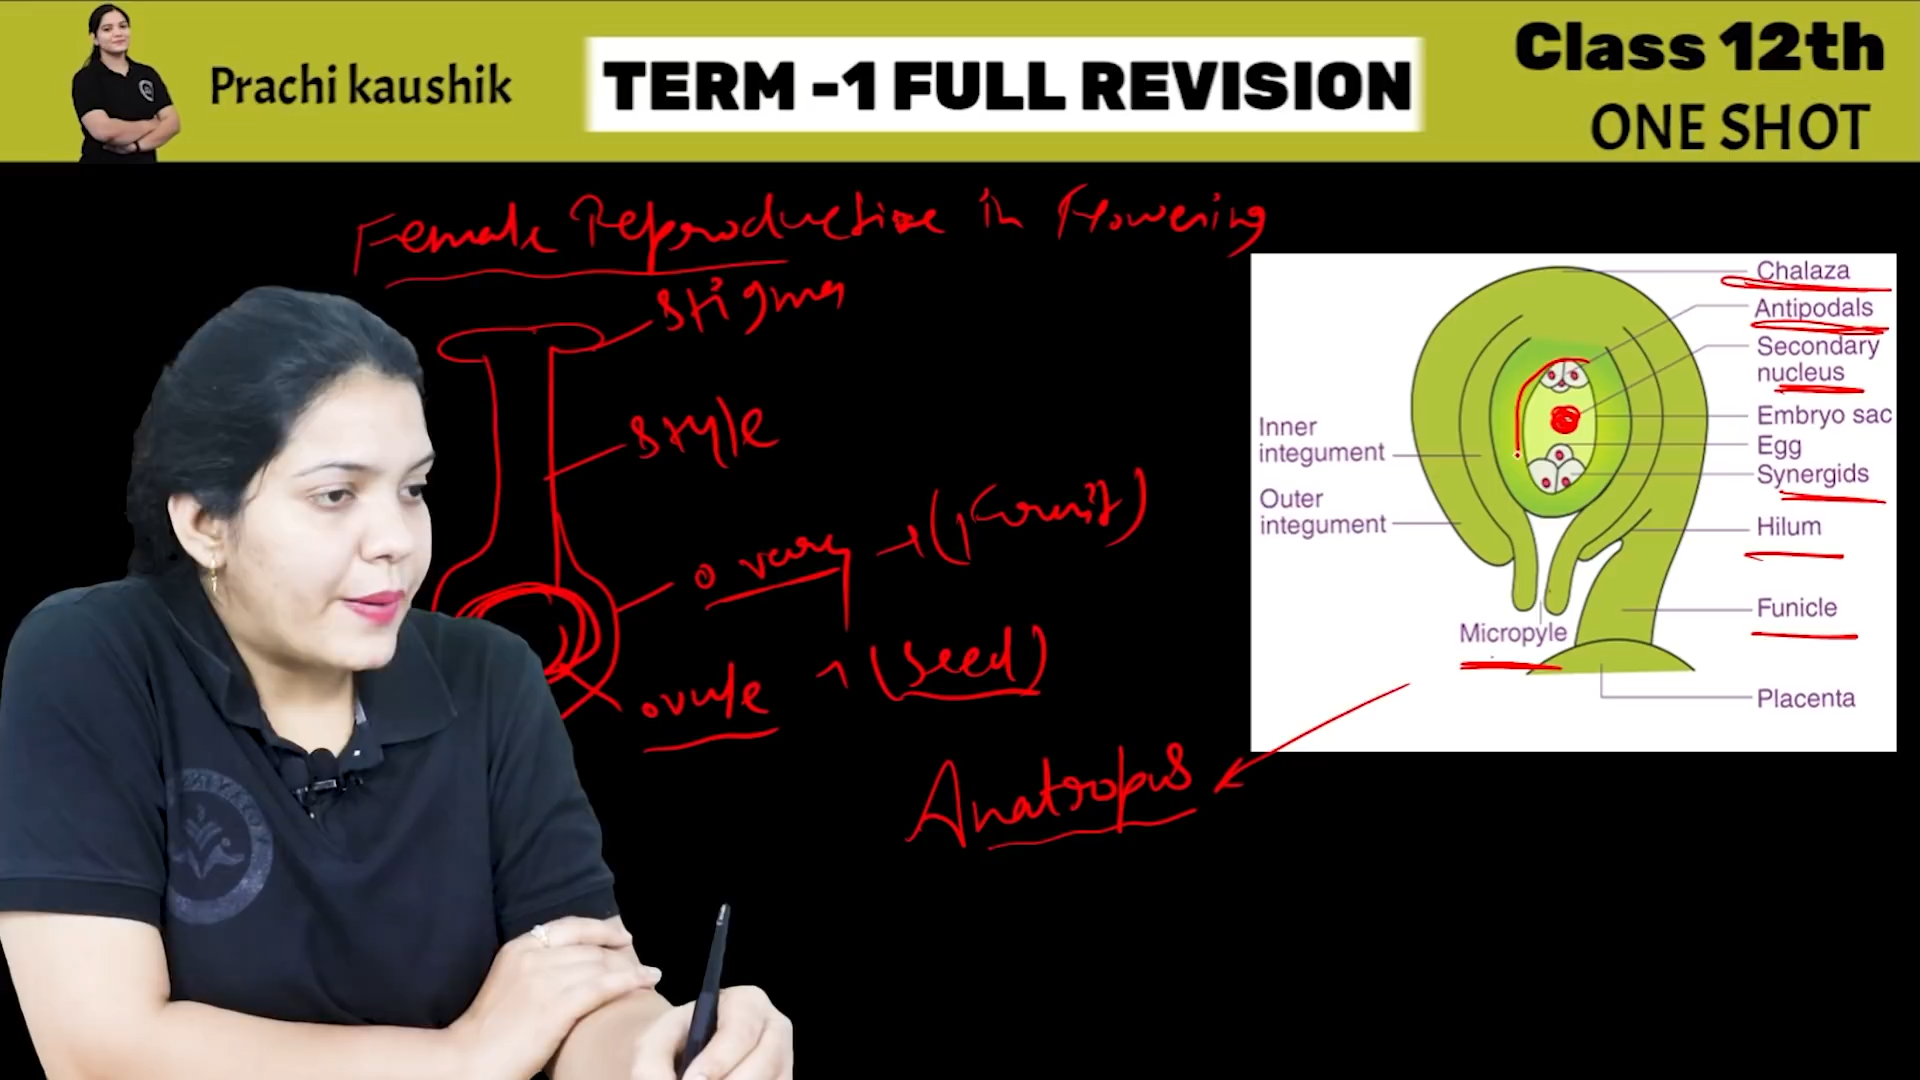 Prachi kaushik
TERM -1 FULL REVISION
Class 12th
ONE SHOT
Female Reproductive in Flowering
Stigma
Style
ovary → (Fruit)
ovule → (Seed)
Anatropus
Chalaza
Antipodals
Secondary
nucleus
Embryo sac
Egg
Synergids
Hilum
Funicle
Placenta
Inner
integument
Outer
integument
Micropyle